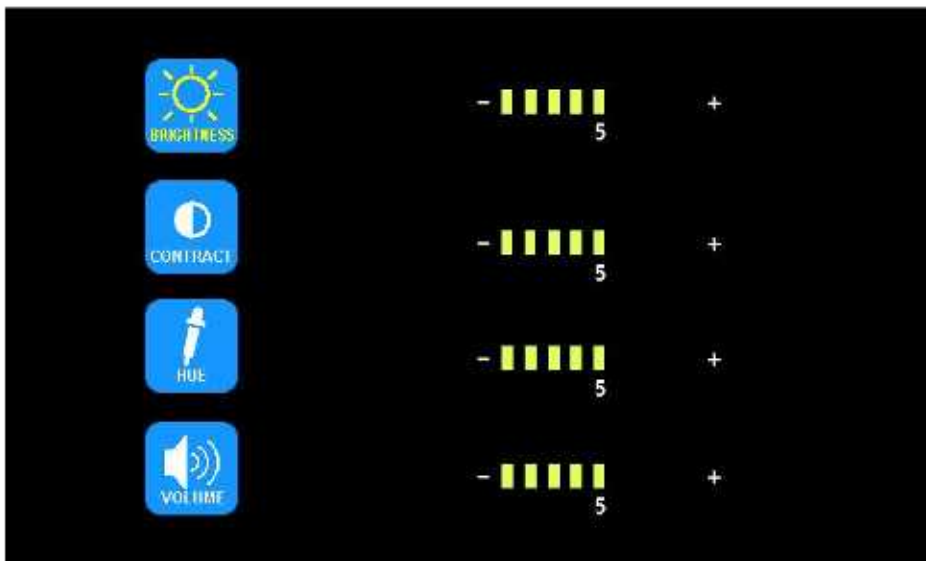 BRIGHTNESS
- +
5
CONTRACT
- +
5
HUE
- +
5
VOLUME
- +
5